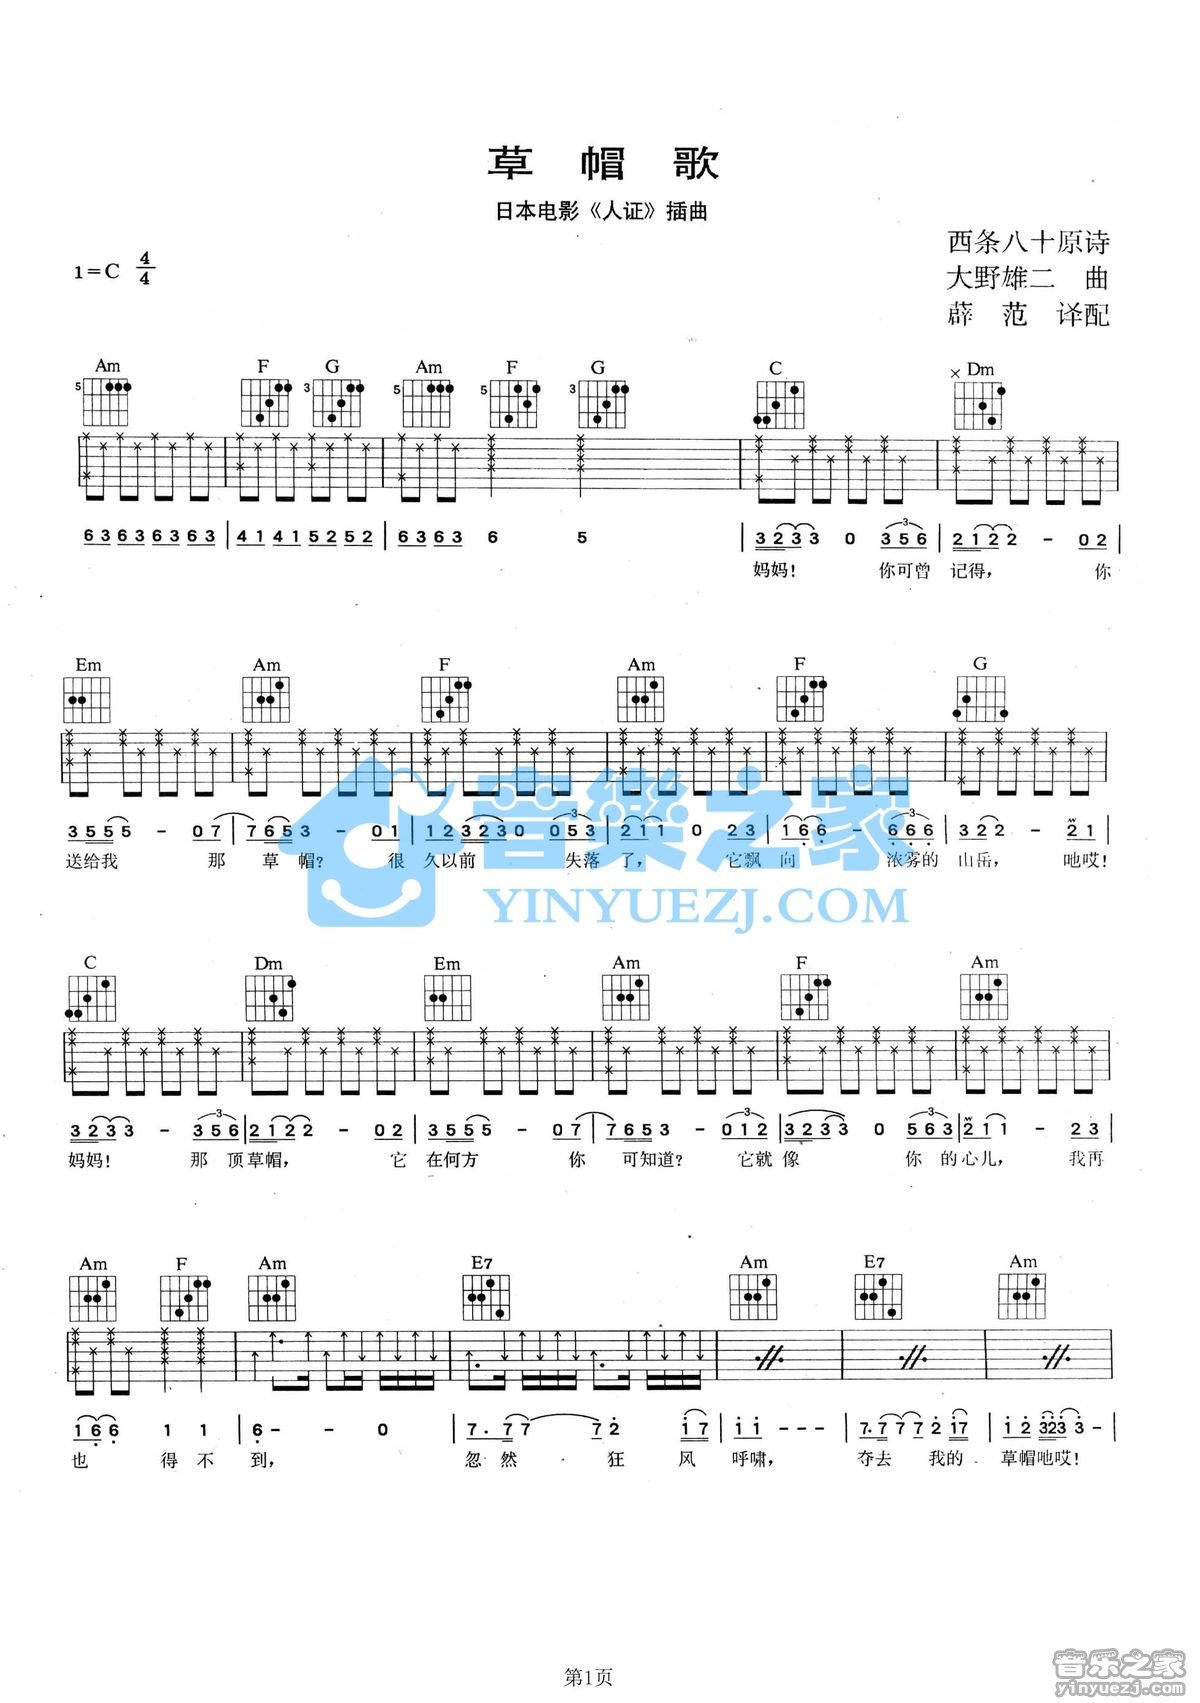 草 帽 歌
日本电影《人证》插曲
西条八十原诗
1=C 4/4
大野雄二 曲
薛 范 译配
Am F G Am F G C Dm
5 3 5 5 3 ×
6 3 6 3 6 3 6 3 | 4 1 4 1 5 2 5 2 | 6 3 6 3 6 5 | 3 2 3 3 0 3 5 6 | 2 1 2 2 - 0 2 |
妈妈! 你可曾 记得, 你
Em Am F Am F G
3 5 5 5 - 0 7 | 7 6 5 3 - 0 1 | 1 2 3 2 3 0 0 5 3 | 2 1 1 0 2 3 | 1 6 6 - 6 6 6 | 3 2 2 - 2 1 |
送给我 那 草 帽? 很 久以前 失落 了, 它飘 向 浓雾的 山岳, 吔哎!
音樂之家
YINYUEZJ.COM
C Dm Em Am F Am
3 2 3 3 - 3 5 6 | 2 1 2 2 - 0 2 | 3 5 5 5 - 0 7 | 7 6 5 3 - 0 1 2 | 3 2 3 3 0 5 6 3 | 2 1 1 - 2 3 |
妈妈! 那 顶草帽, 它 在何方 你 可知道? 它就 像 你 的心儿, 我再
Am F Am E7 Am E7 Am
1 6 6 1 1 | 6 - - 0 | 7. 7 7 7 2 1 7 | 1 1 - - - | 7. 7 7 7 7 2 1 7 | 1 2 3 2 3 - |
也 得 不 到, 忽 然 狂 风 呼啸, 夺去 我的 草帽吔哎!
第1页
音乐之家
yinyuezj.com